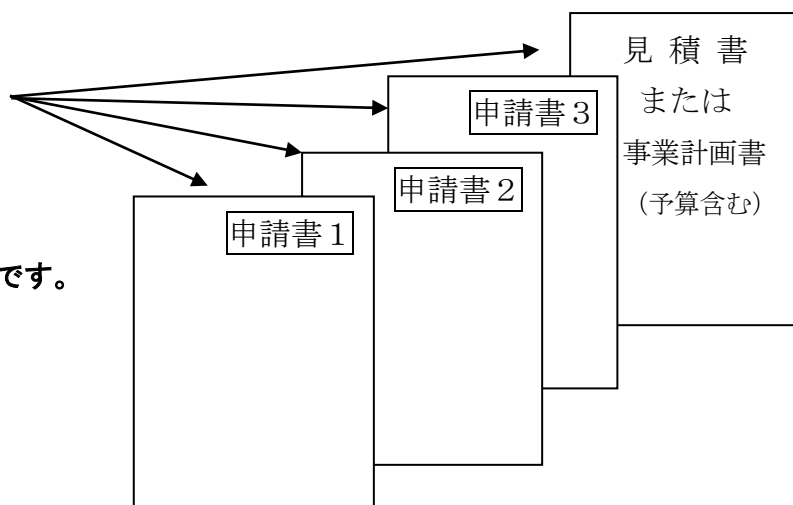 見 積 書
または
事業計画書
（予算含む）
申請書３
申請書２
申請書１
です。